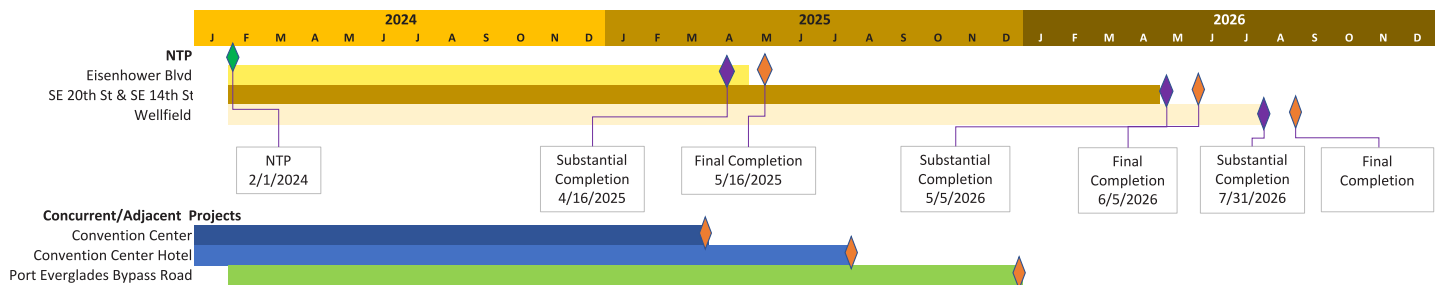 2024 2025 2026
J F M A M J J A S O N D J F M A M J J A S O N D J F M A M J J A S O N D
NTP
Eisenhower Blvd
SE 20th St & SE 14th St
Wellfield
NTP
2/1/2024
Substantial
Completion
4/16/2025
Final Completion
5/16/2025
Substantial
Completion
5/5/2026
Final
Completion
6/5/2026
Substantial
Completion
7/31/2026
Final
Completion
Concurrent/Adjacent Projects
Convention Center
Convention Center Hotel
Port Everglades Bypass Road